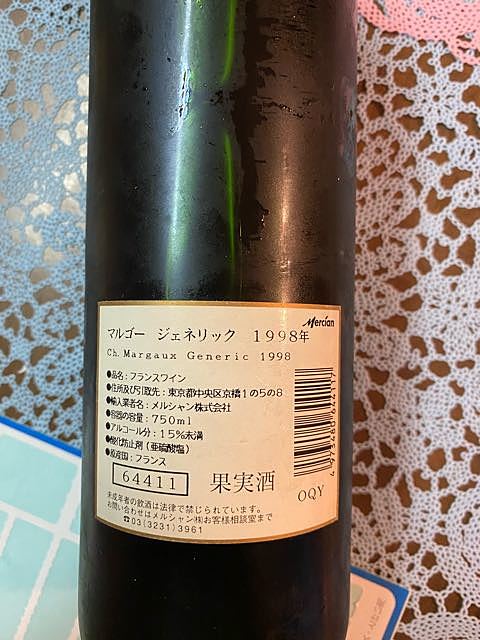 Mercian
マルゴー ジェネリック 1998年
Ch. Margaux Generic 1998
●品名:フランスワイン
●住所及び引取先:東京都中央区京橋1の5の8
●輸入業者名:メルシャン株式会社
●容器の容量:750ml
●アルコール分:15%未満
●酸化防止剤(亜硫酸塩)
●原産国:フランス
64411
果実酒
OQY
未成年者の飲酒は法律で禁じられています。
お問い合わせはメルシャン㈱お客様相談室まで
☎03(3231)3961